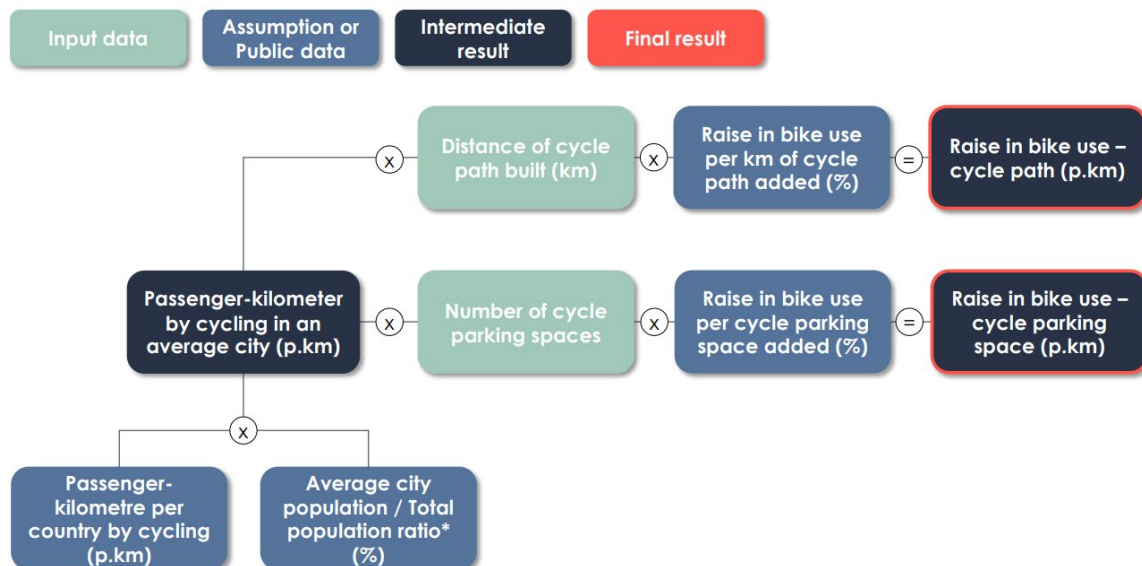 Input data
Assumption or
Public data
Intermediate
result
Final result
x
Distance of cycle
path built (km)
x
Raise in bike use
per km of cycle
path added (%)
=
Raise in bike use –
cycle path (p.km)
Passenger-kilometer
by cycling in an
average city (p.km)
x
Number of cycle
parking spaces
x
Raise in bike use
per cycle parking
space added (%)
=
Raise in bike use –
cycle parking
space (p.km)
x
Passenger-
kilometre per
country by cycling
(p.km)
Average city
population / Total
population ratio*
(%)